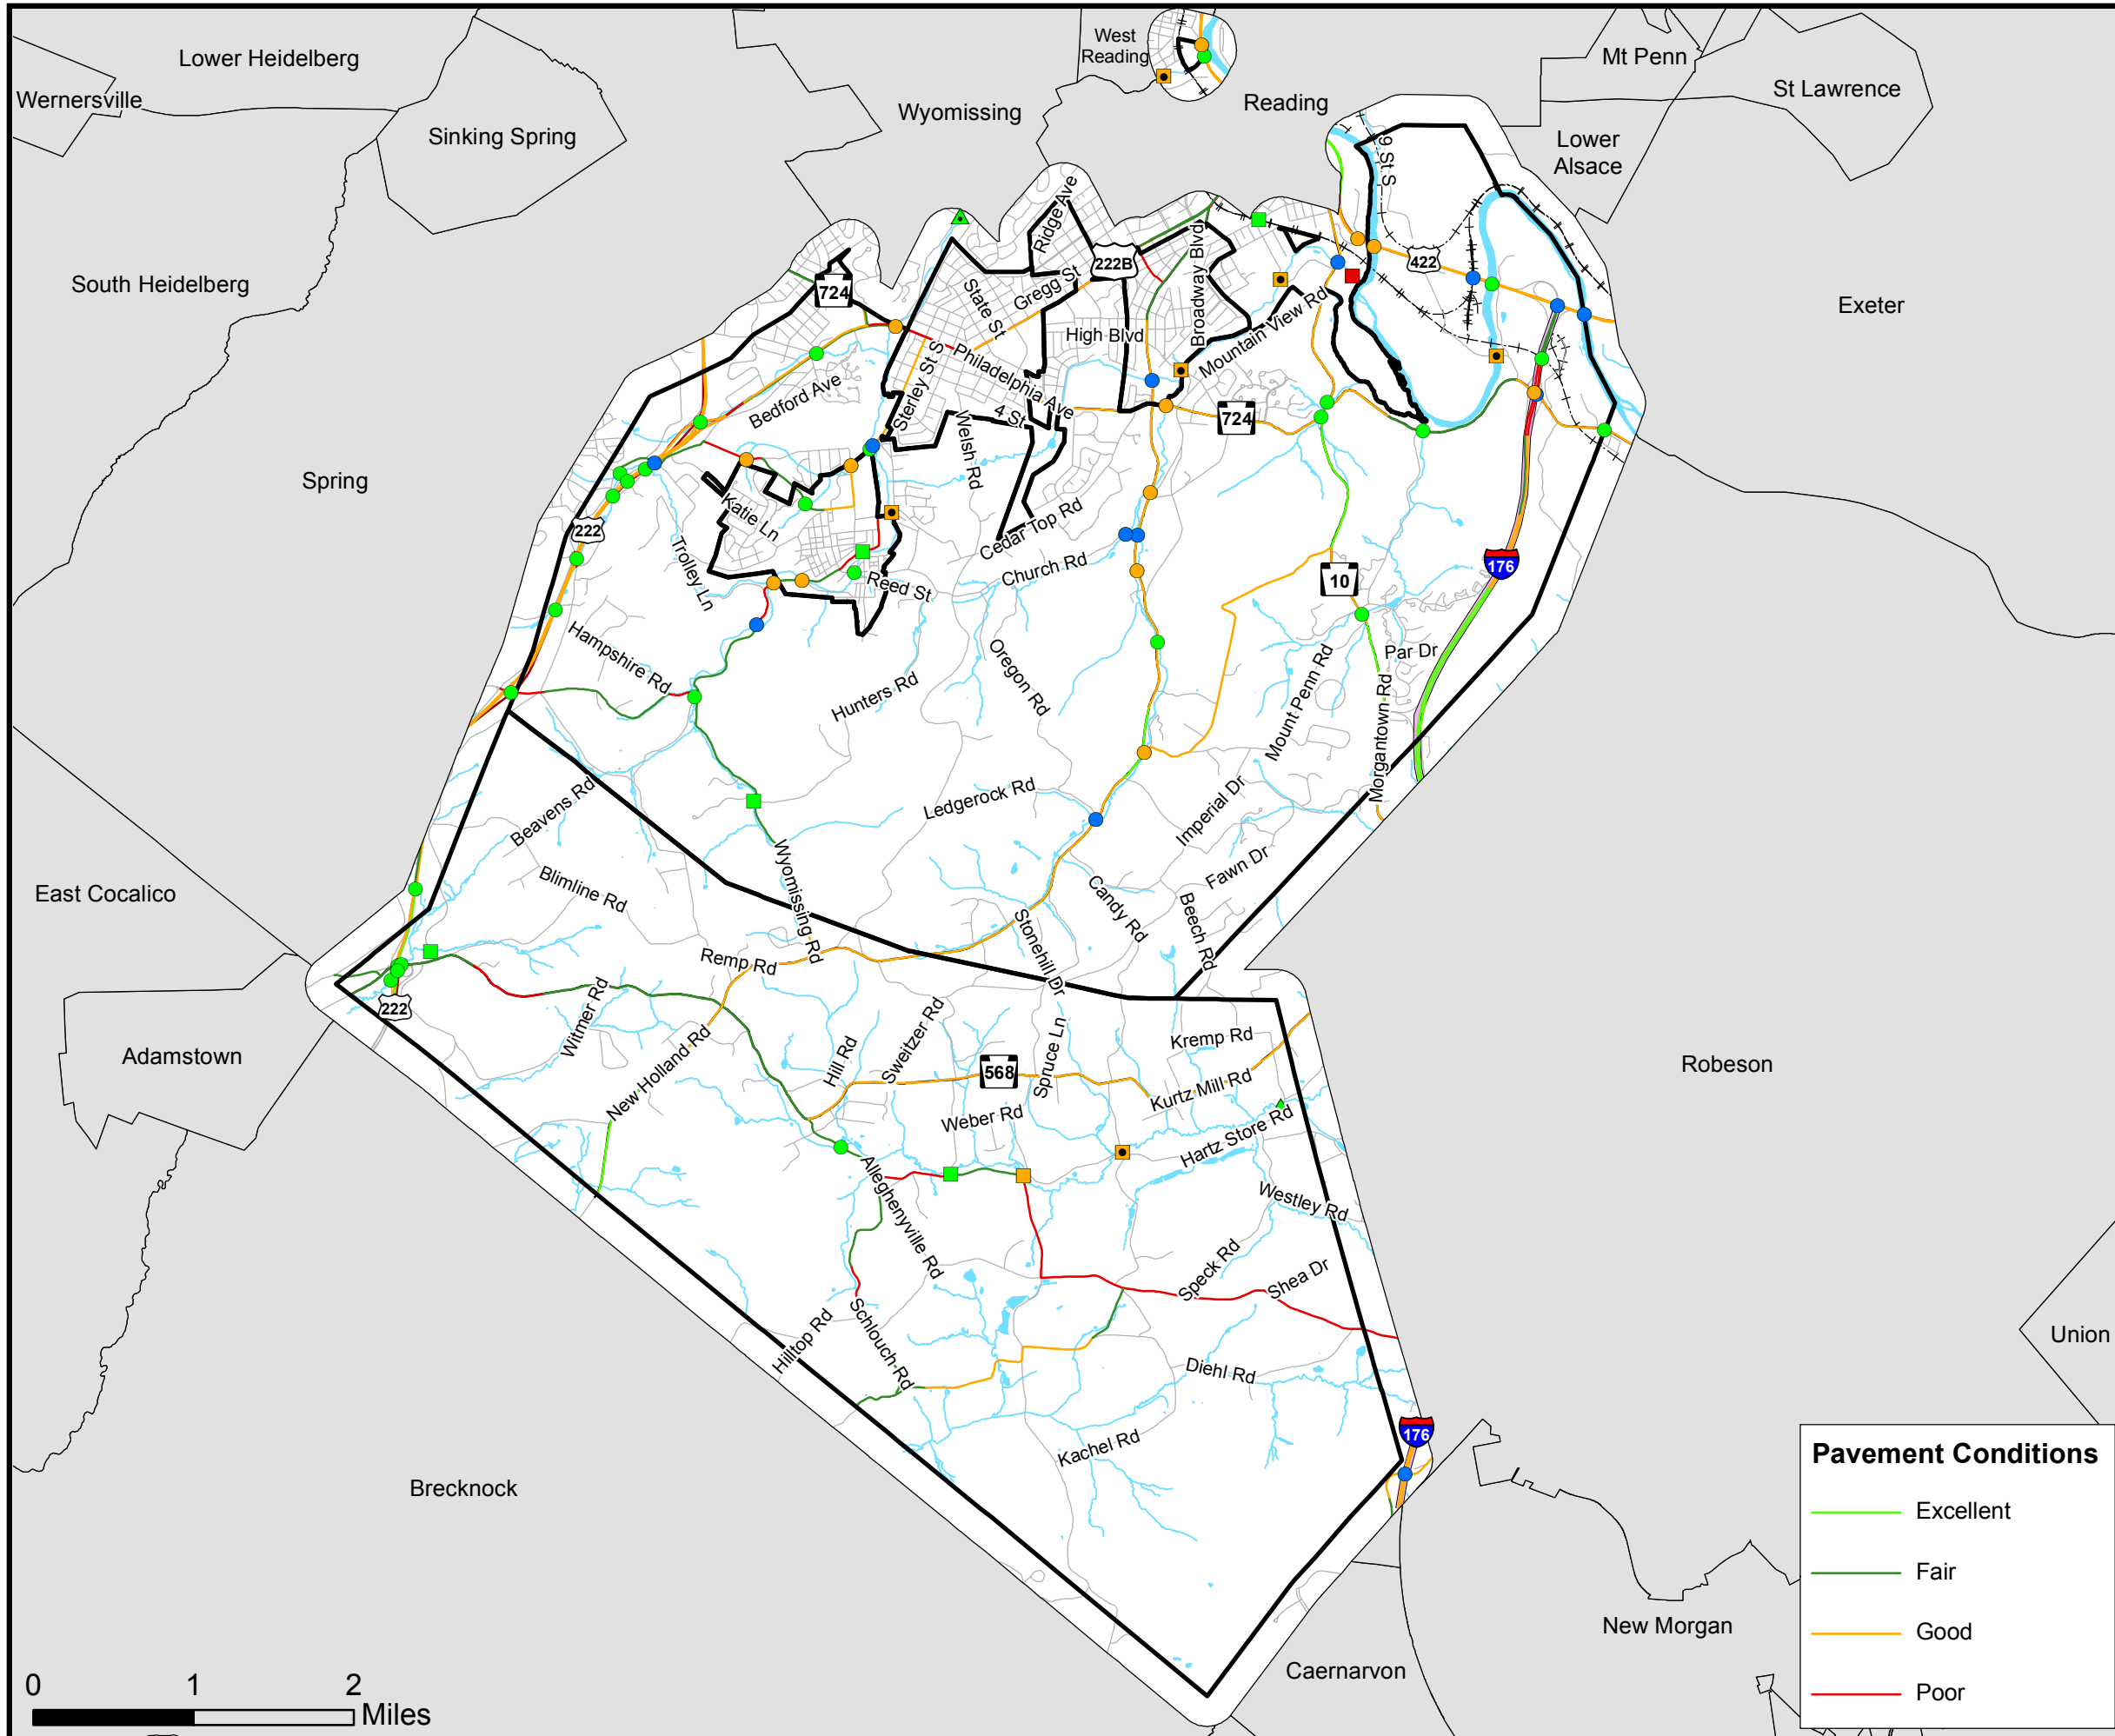 Lower Heidelberg
Wernersville
Sinking Spring
West
Reading
Wyomissing
Reading
Mt Penn
St Lawrence
Lower
Alsace
South Heidelberg
Exeter
Spring
East Cocalico
Adamstown
Brecknock
Robeson
Union
New Morgan
Caernarvon
9 St S
Ridge Ave
222B
422
724
State St
Gregg St
Broadway Blvd
High Blvd
Mountain View Rd
Philadelphia Ave
Sterley St S
Bedford Ave
4 St
724
Welsh Rd
Katie Ln
222
Cedar Top Rd
Church Rd
Trolley Ln
Reed St
10
176
Hampshire Rd
Hunters Rd
Oregon Rd
Par Dr
Mount Penn Rd
Morgantown Rd
Beavens Rd
Ledgerock Rd
Imperial Dr
Fawn Dr
Blimline Rd
Wyomissing Rd
Candy Rd
Beech Rd
Remp Rd
Stonehill Dr
222
Witmer Rd
New Holland Rd
Hill Rd
Sweitzer Rd
568
Spruce Ln
Kremp Rd
Kurtz Mill Rd
Weber Rd
Hartz Store Rd
Alleghenyville Rd
Westley Rd
Speck Rd
Shea Dr
Hilltop Rd
Schlouch Rd
Diehl Rd
Kachel Rd
176
Pavement Conditions
Excellent
Fair
Good
Poor
0 1 2
Miles